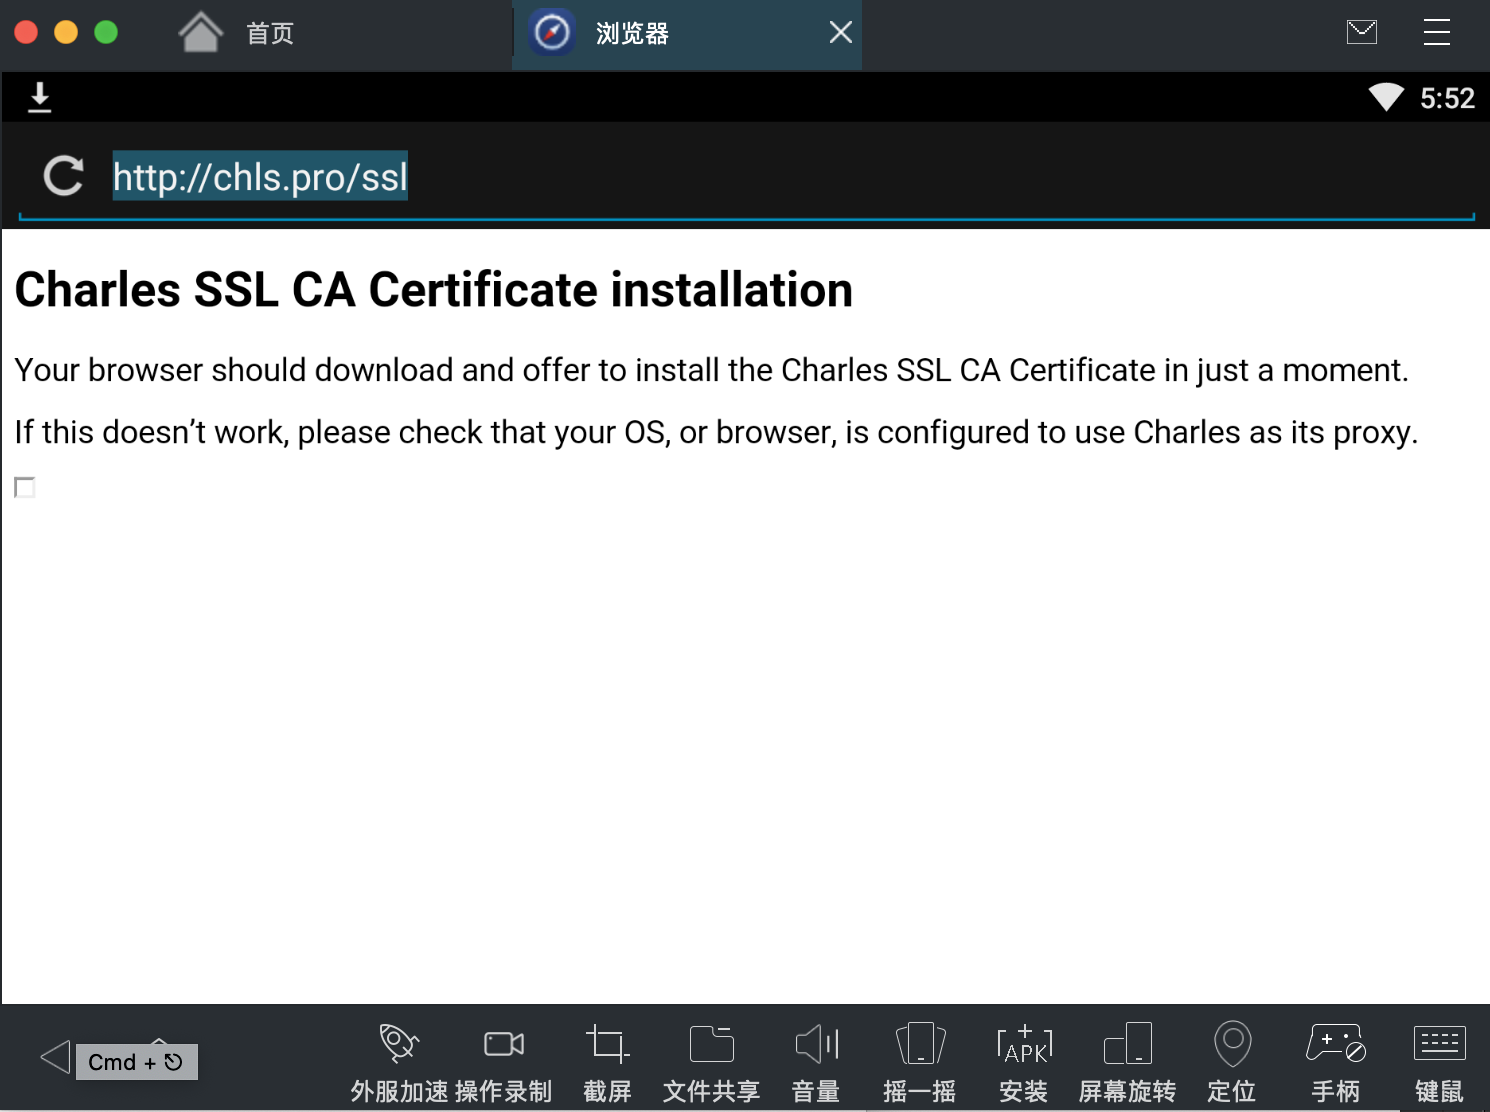 首页
浏览器
5:52
http://chls.pro/ssl
Charles SSL CA Certificate installation
Your browser should download and offer to install the Charles SSL CA Certificate in just a moment.
If this doesn’t work, please check that your OS, or browser, is configured to use Charles as its proxy.
Cmd + ⎋
APK
外服加速 操作录制 截屏 文件共享 音量 摇一摇 安装 屏幕旋转 定位 手柄 键鼠